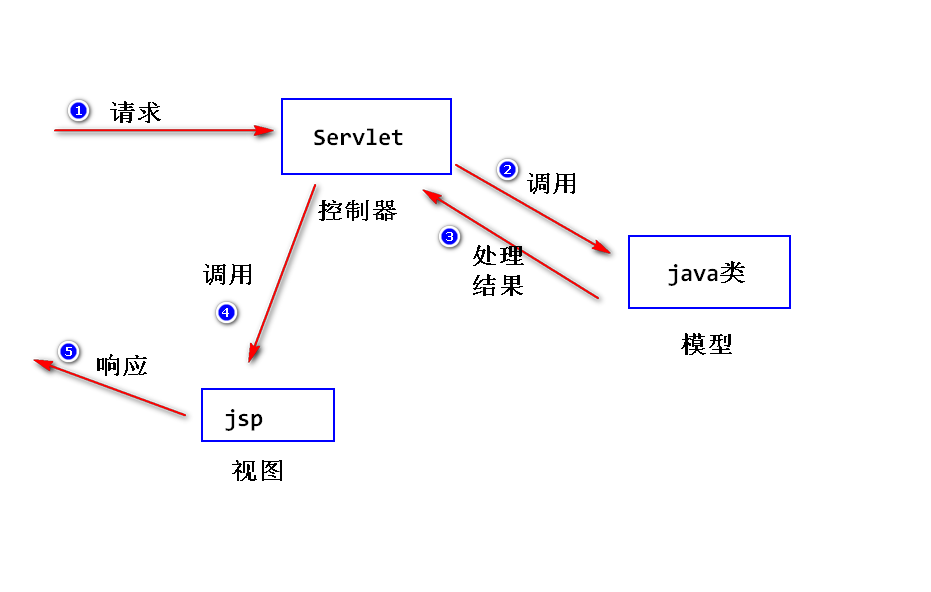 1 请求
Servlet
控制器
2 调用
3 处理
结果
java类
模型
调用
4
5 响应
jsp
视图